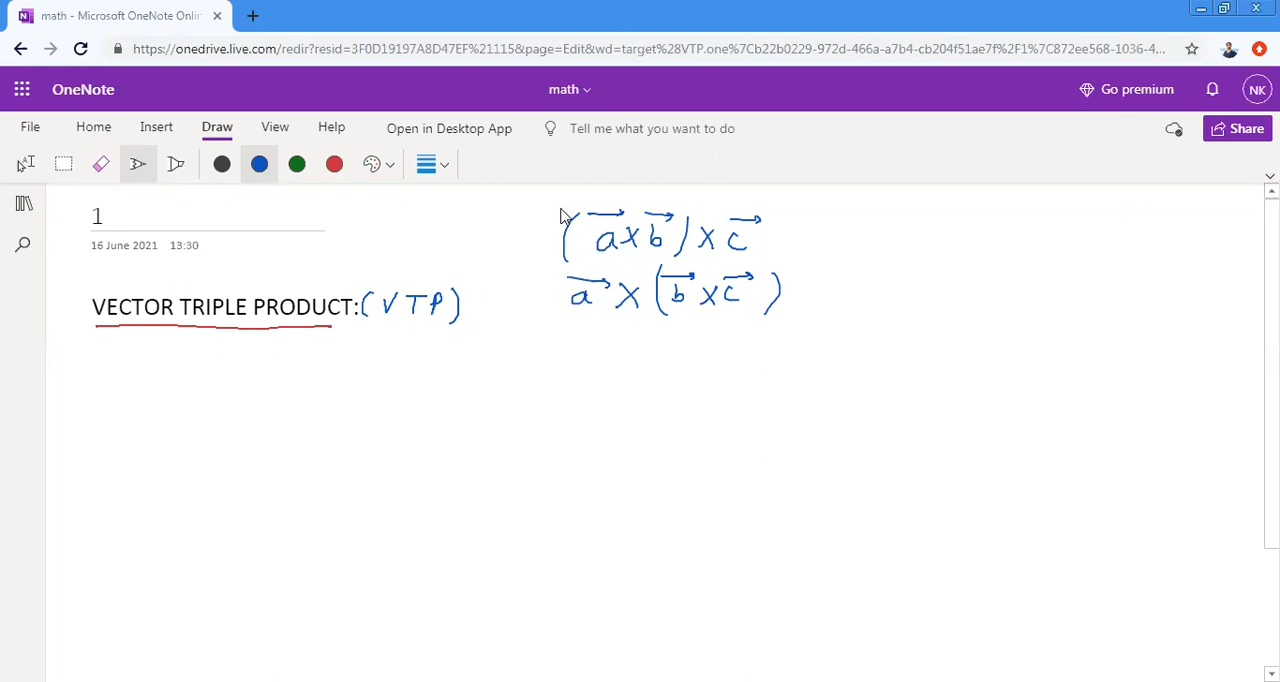 math - Microsoft OneNote Onlin
https://onedrive.live.com/redir?resid=3F0D19197A8D47EF%21115&page=Edit&wd=target%28VTP.one%7Cb22b0229-972d-466a-a7b4-cb204f51ae7f%2F1%7C872ee568-1036-4...
OneNote
math
Go premium
NK
File Home Insert Draw View Help Open in Desktop App Tell me what you want to do
Share
1
16 June 2021 13:30
(a⃗ × b⃗) × c⃗
a⃗ × (b⃗ × c⃗)
VECTOR TRIPLE PRODUCT: (VTP)